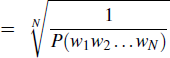 = \sqrt[N]{\frac{1}{P(w_1 w_2 \ldots w_N)}}